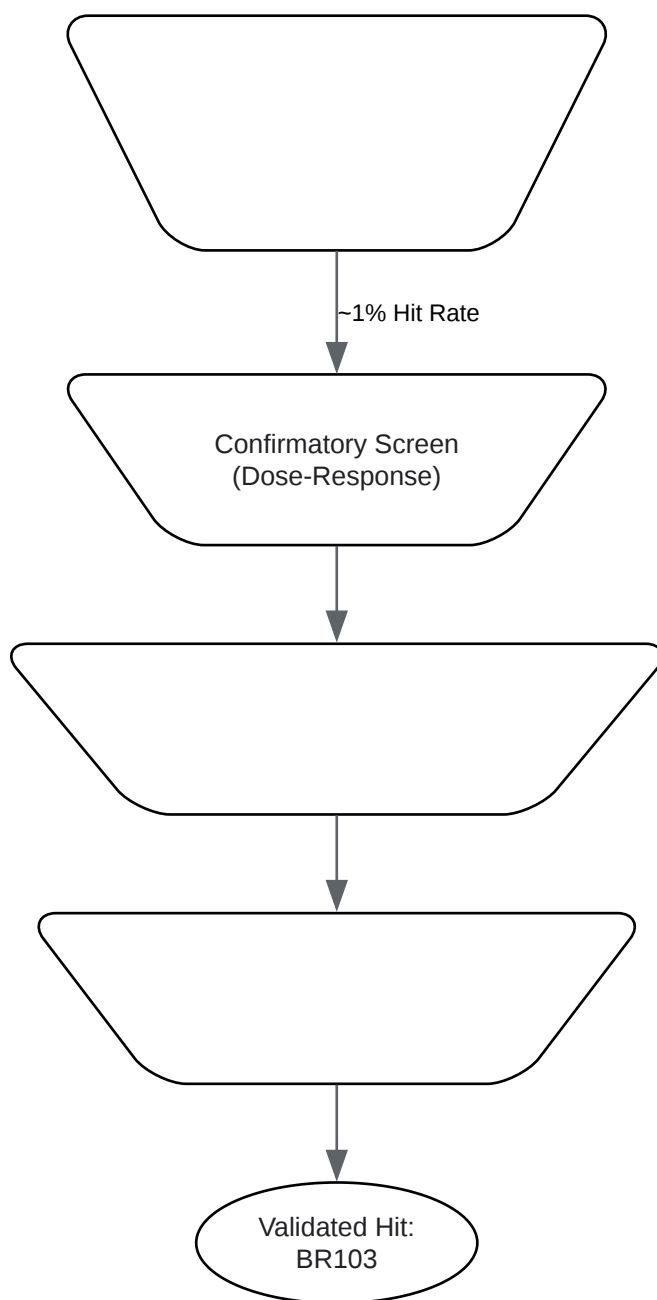 ~1% Hit Rate
Confirmatory Screen
(Dose-Response)
Validated Hit:
BR103